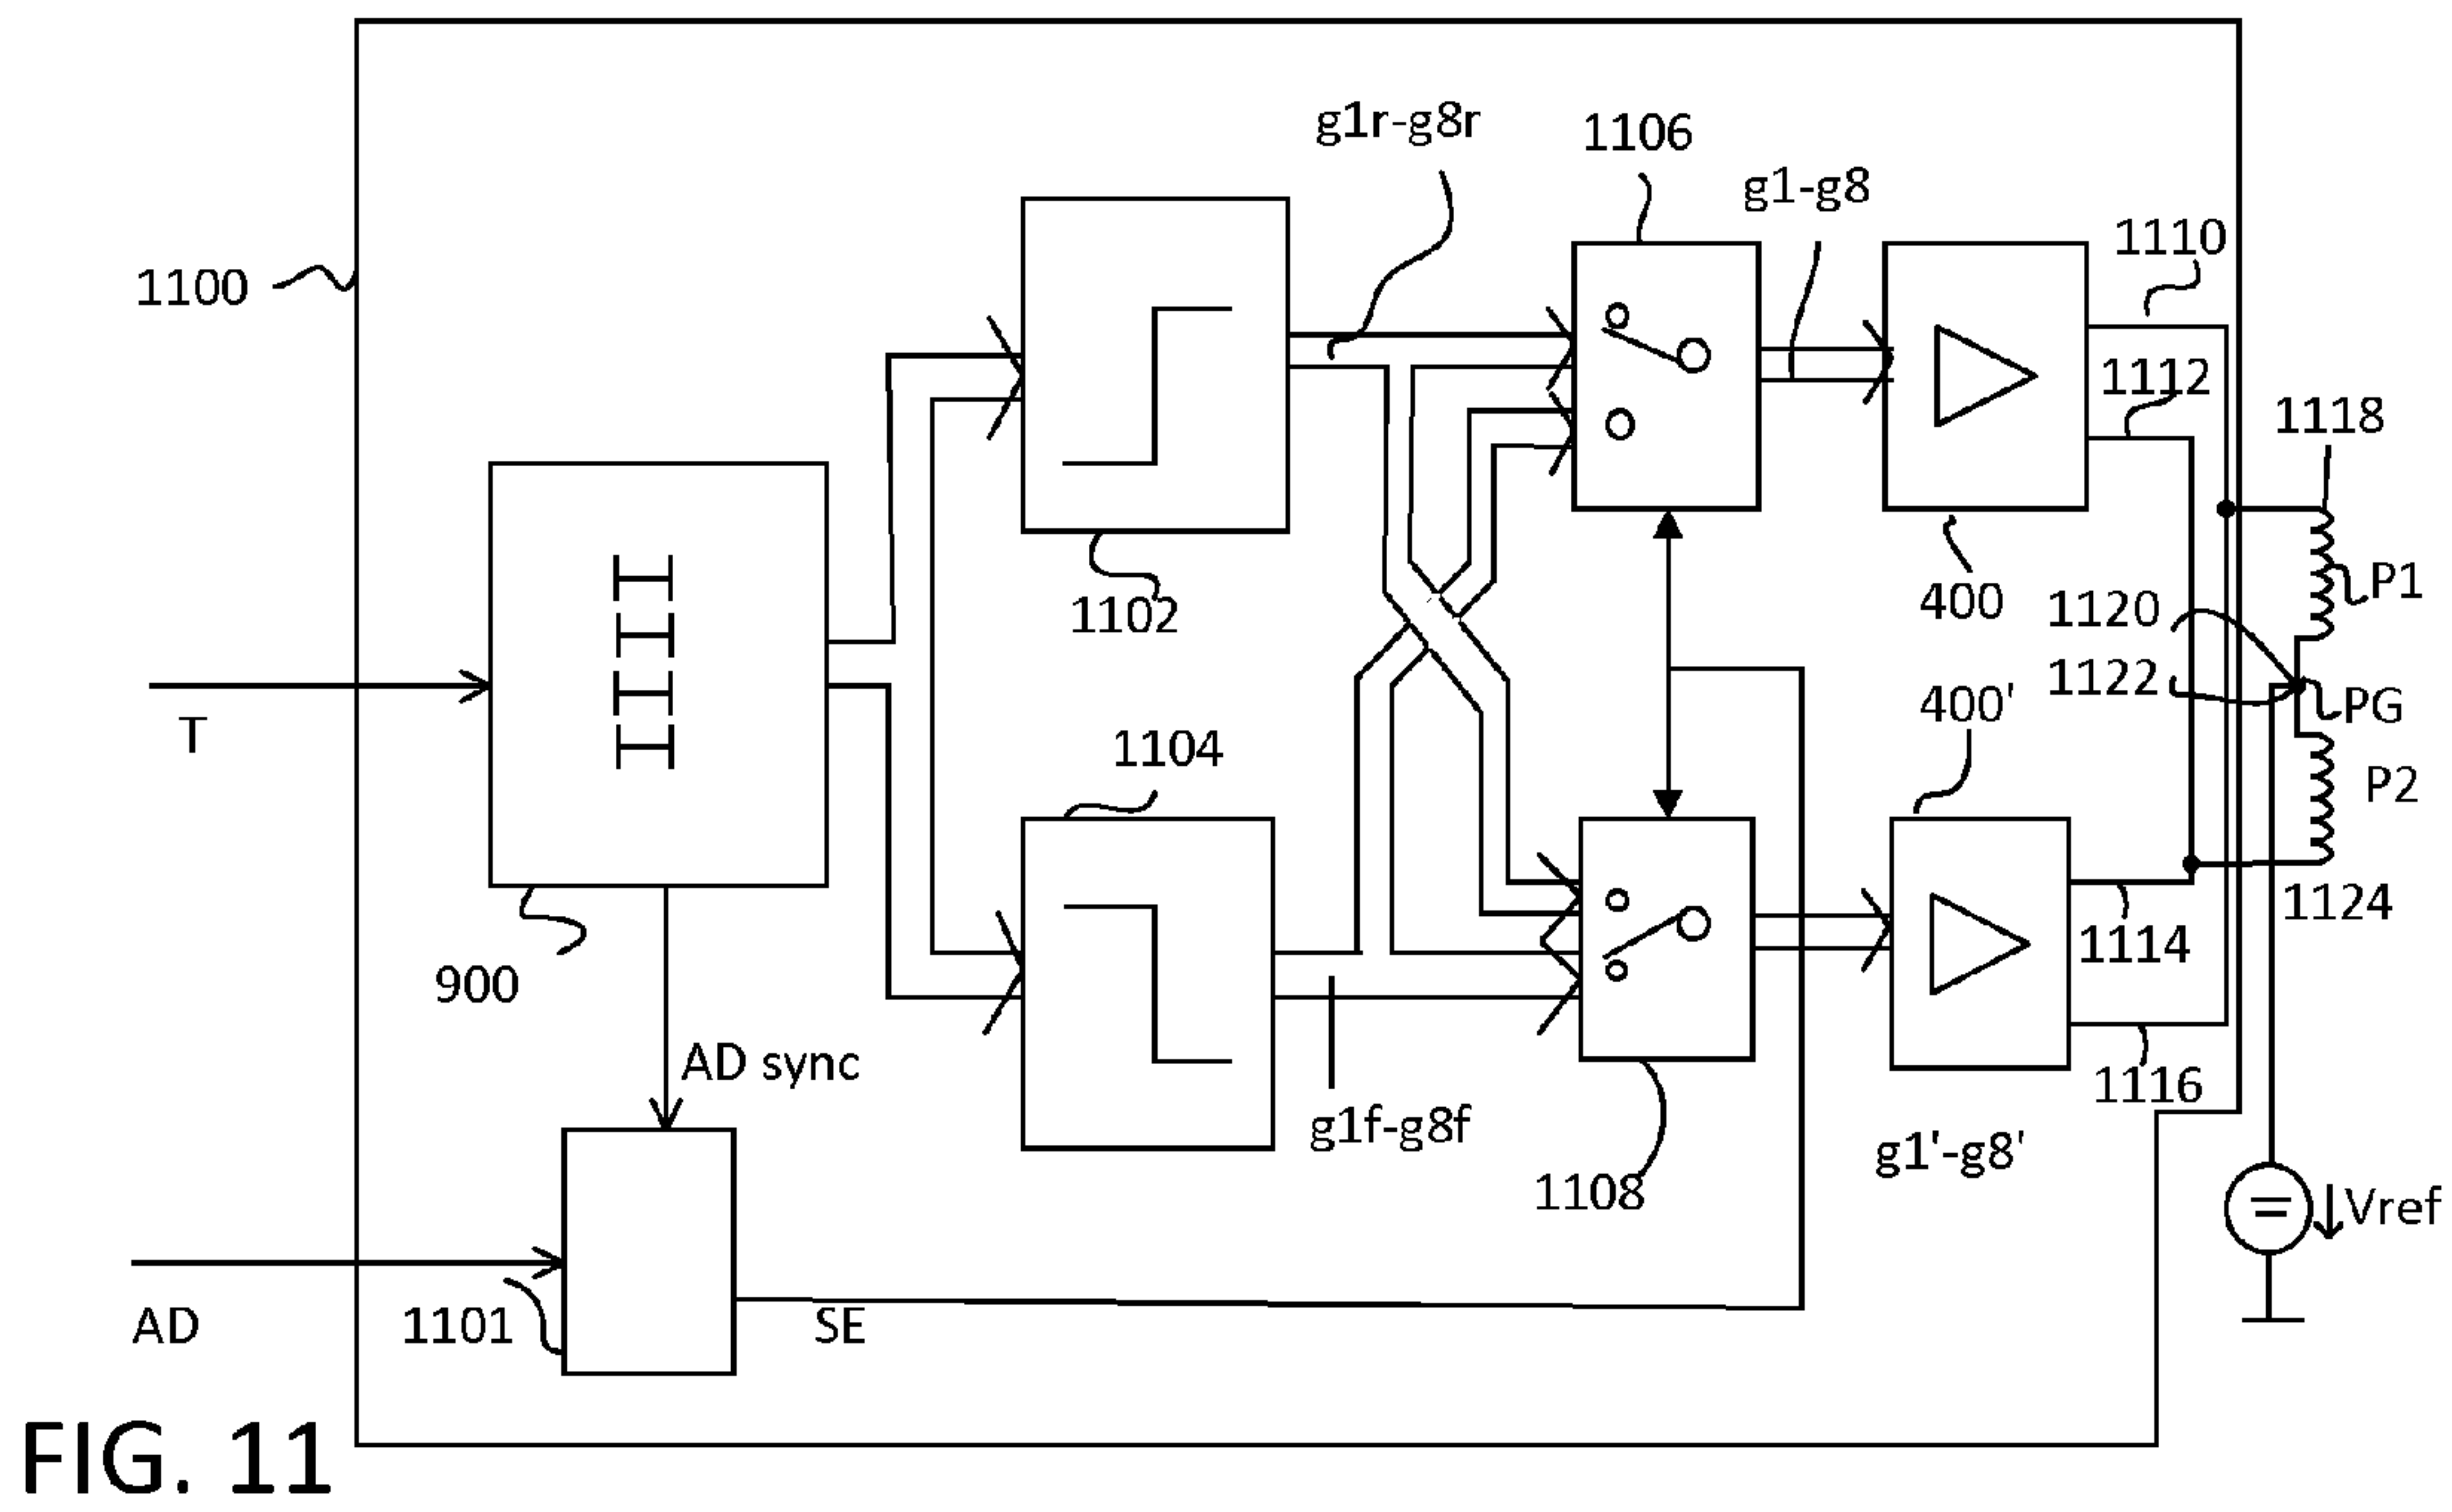 g1r-g8r
1106
g1-g8
1110
1100
1112
1118
1102
400
P1
1120
1122
400'
PG
T
1104
P2
900
1124
1114
AD sync
g1f-g8f
1116
g1'-g8'
1108
Vref
AD
1101
SE
FIG. 11